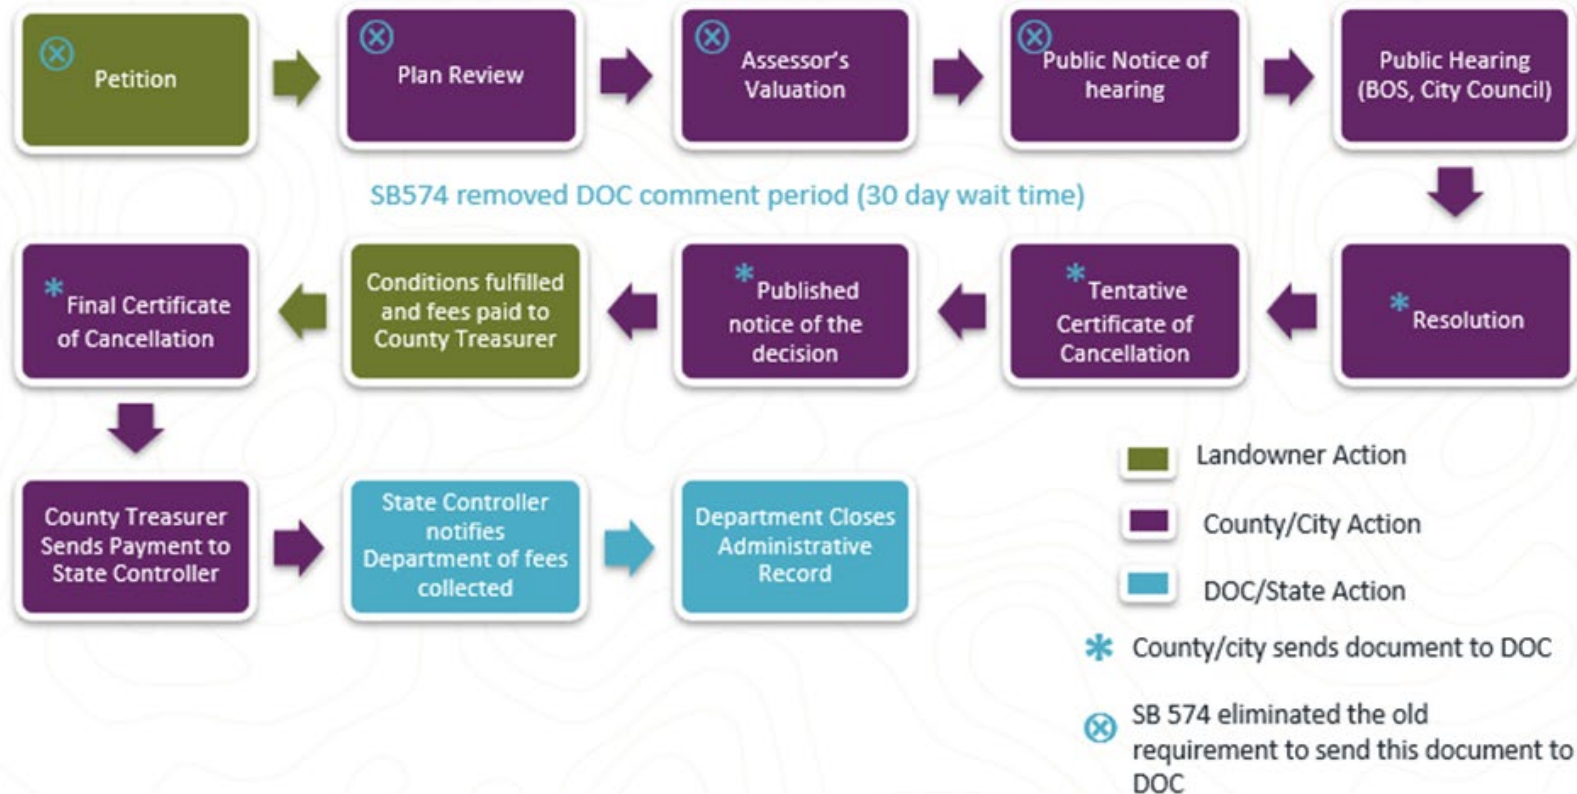 Petition
Plan Review
Assessor's
Valuation
Public Notice of
hearing
Public Hearing
(BOS, City Council)
SB574 removed DOC comment period (30 day wait time)
*Final Certificate
of Cancellation
Conditions fulfilled
and fees paid to
County Treasurer
*Published
notice of the
decision
*Tentative
Certificate of
Cancellation
*Resolution
County Treasurer
Sends Payment to
State Controller
State Controller
notifies
Department of fees
collected
Department Closes
Administrative
Record
Landowner Action
County/City Action
DOC/State Action
* County/city sends document to DOC
SB 574 eliminated the old
requirement to send this document to
DOC